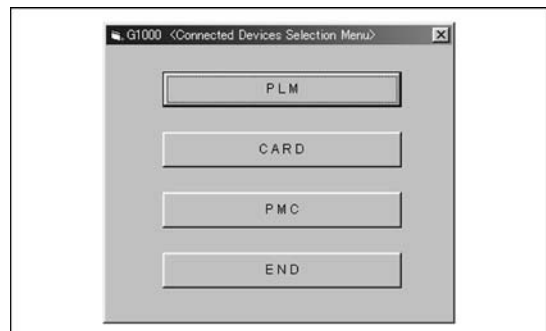 G1000 <Connected Devices Selection Menu>
PLM
CARD
PMC
END